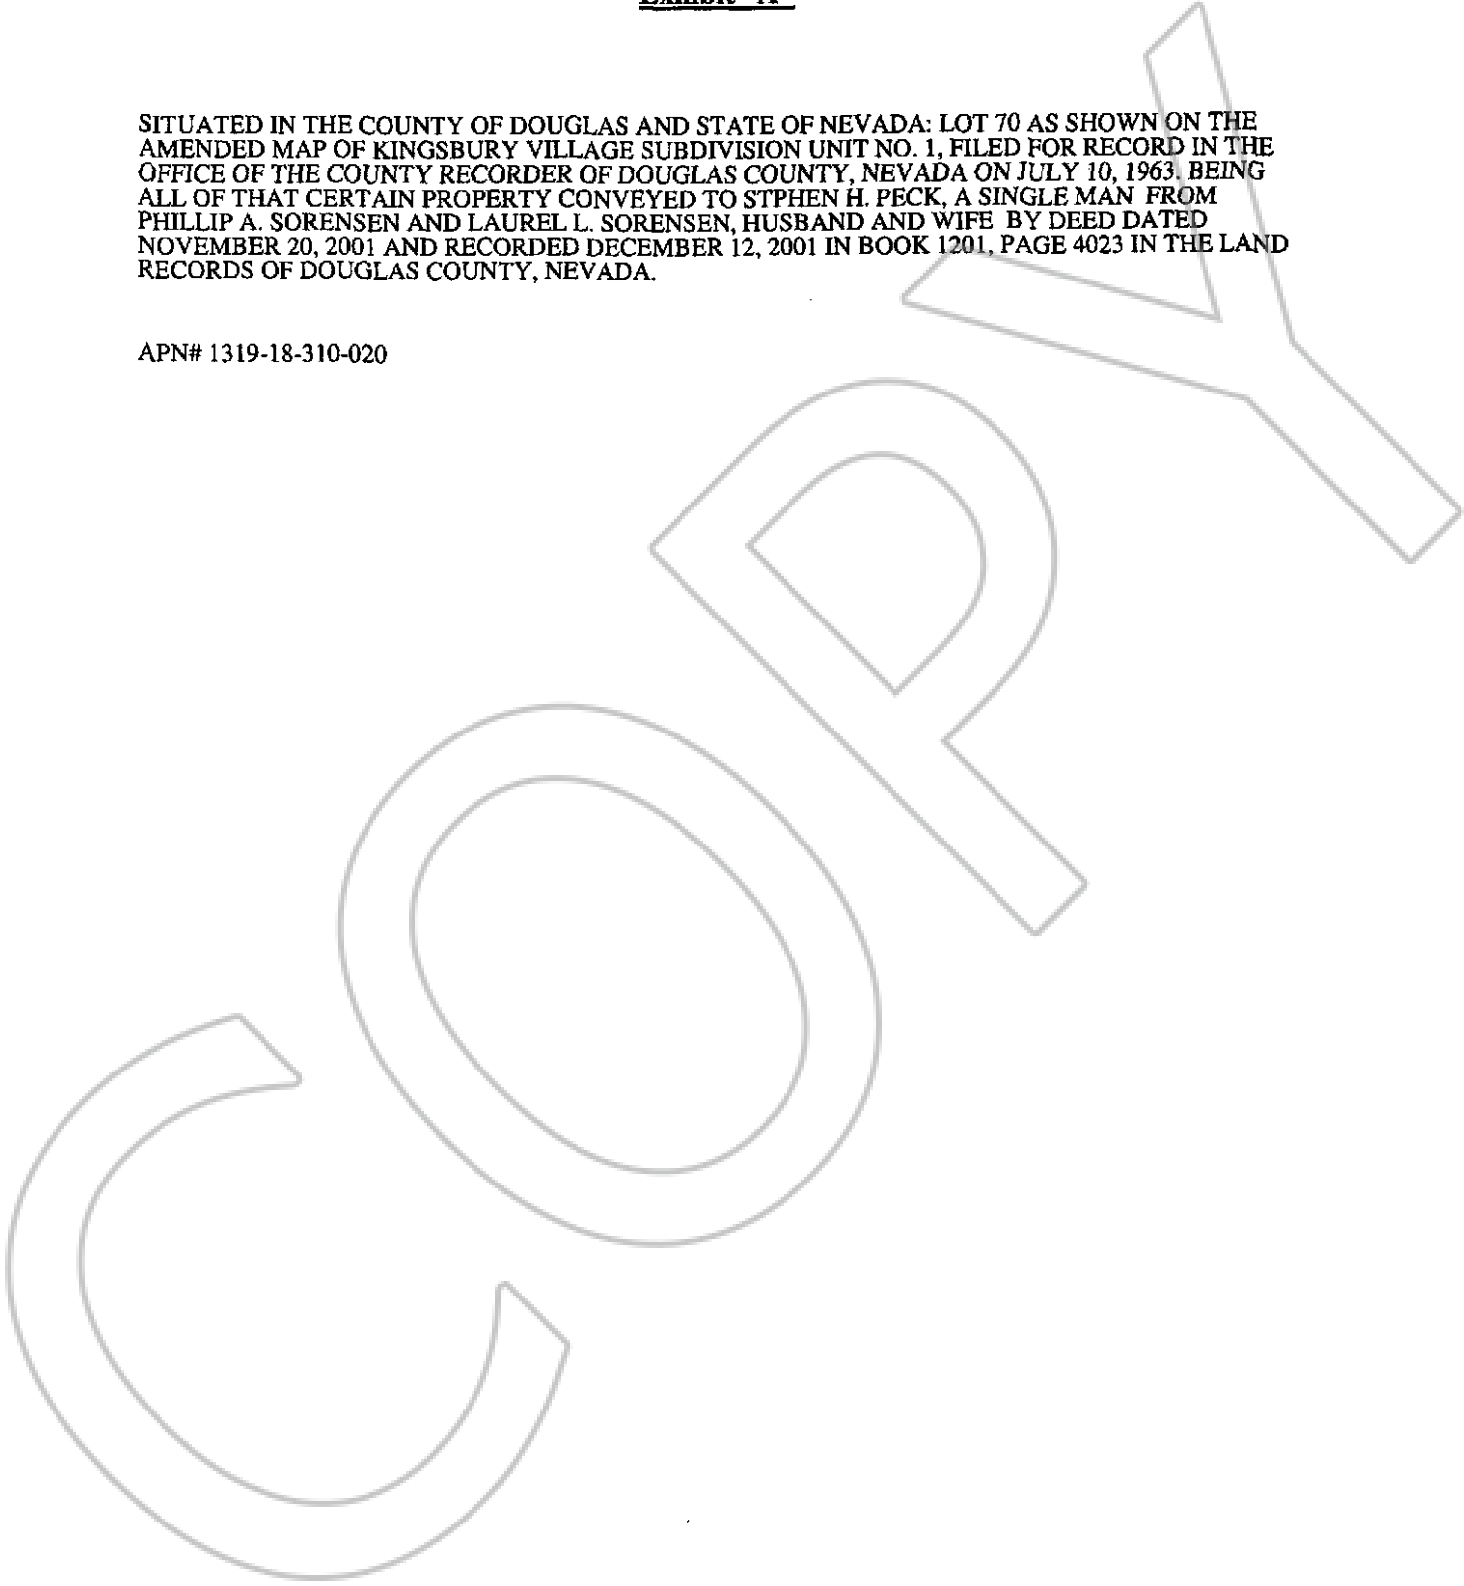 Exhibit "A"
SITUATED IN THE COUNTY OF DOUGLAS AND STATE OF NEVADA: LOT 70 AS SHOWN ON THE
AMENDED MAP OF KINGSBURY VILLAGE SUBDIVISION UNIT NO. 1, FILED FOR RECORD IN THE
OFFICE OF THE COUNTY RECORDER OF DOUGLAS COUNTY, NEVADA ON JULY 10, 1963. BEING
ALL OF THAT CERTAIN PROPERTY CONVEYED TO STPHEN H. PECK, A SINGLE MAN FROM
PHILLIP A. SORENSEN AND LAUREL L. SORENSEN, HUSBAND AND WIFE BY DEED DATED
NOVEMBER 20, 2001 AND RECORDED DECEMBER 12, 2001 IN BOOK 1201, PAGE 4023 IN THE LAND
RECORDS OF DOUGLAS COUNTY, NEVADA.
APN# 1319-18-310-020
COPY